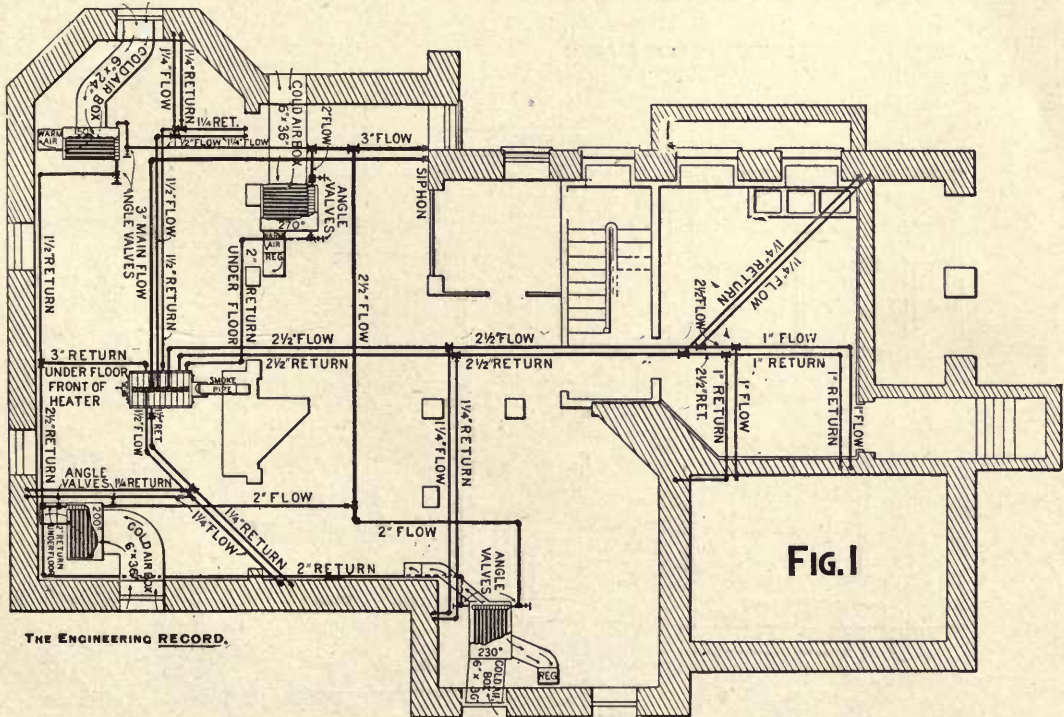 COLD AIR BOX
6"×24"
1¼" FLOW
1¼" RETURN
WARM
AIR
1¼ RET.
1½" FLOW
1¼" FLOW
COLD AIR BOX
6"×36"
2" FLOW
3" FLOW
SIPHON
ANGLE VALVES
3" MAIN FLOW
1½" FLOW
1½" RETURN
1½" RETURN
270°
WARM
AIR
REG.
ANGLE
VALVES
2" RETURN
UNDER FLOOR
2½" FLOW
1¼" RETURN
1¼" FLOW
2½" FLOW
2½" FLOW
2½" FLOW
1" FLOW
2½" RETURN
2½" RETURN
1" RETURN
3" RETURN
UNDER FLOOR
FRONT OF
HEATER
SMOKE
PIPE
1½" FLOW
1½" RET.
2½" RET.
1" RETURN
1" FLOW
1" RETURN
1" FLOW
2½" RETURN
1¼" FLOW
1¼" RETURN
ANGLE
VALVES
1¼ RETURN
2" FLOW
1¼" FLOW
1¼" RETURN
2" FLOW
200°
2" RETURN
UNDER FLOOR
COLD AIR BOX
6"×36"
2" RETURN
ANGLE
VALVES
230°
REG
COLD AIR
BOX
6"×36
FIG. 1
THE ENGINEERING RECORD.